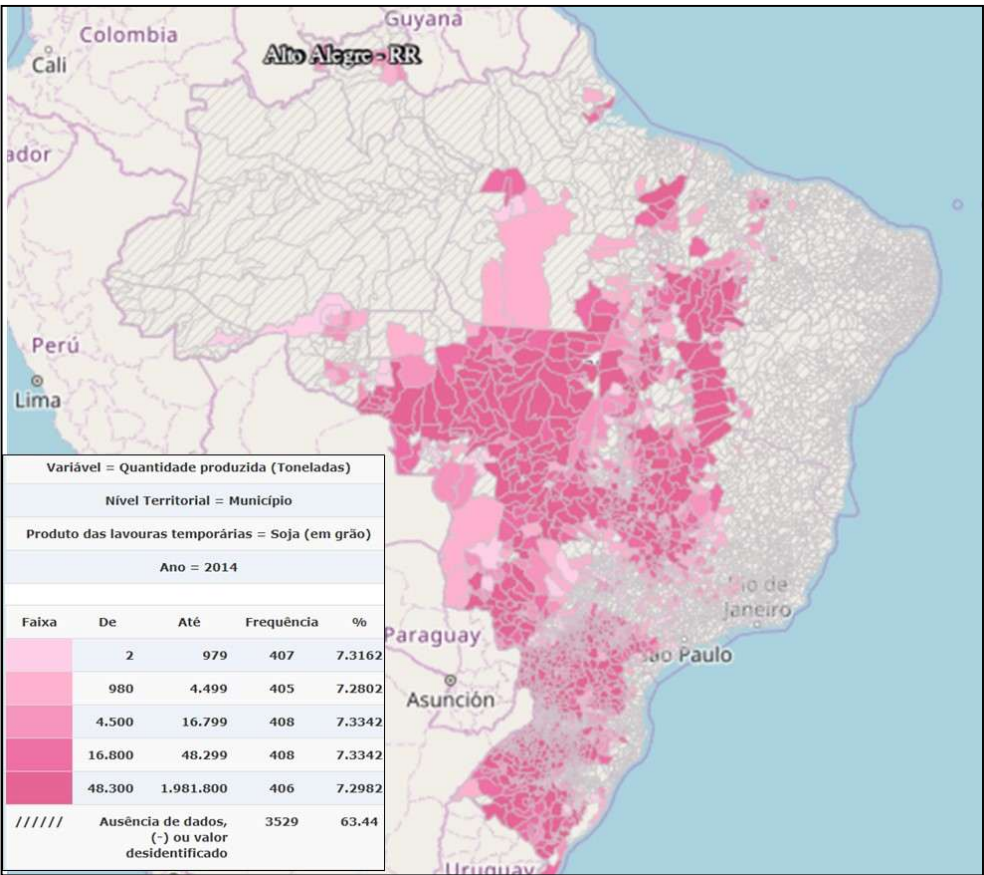 Guyana
Colombia
Alto Alegre - RR
Cali
ador
Perú
Lima
Variável = Quantidade produzida (Toneladas)
Nível Territorial = Município
Produto das lavouras temporárias = Soja (em grão)
Ano = 2014
Faixa De Até Frequência %
2 979 407 7.3162
980 4.499 405 7.2802
4.500 16.799 408 7.3342
16.800 48.299 408 7.3342
48.300 1.981.800 406 7.2982
////// Ausência de dados, 3529 63.44
(-) ou valor
desidentificado
Rio de
Janeiro
Paraguay
São Paulo
Asunción
Uruguay